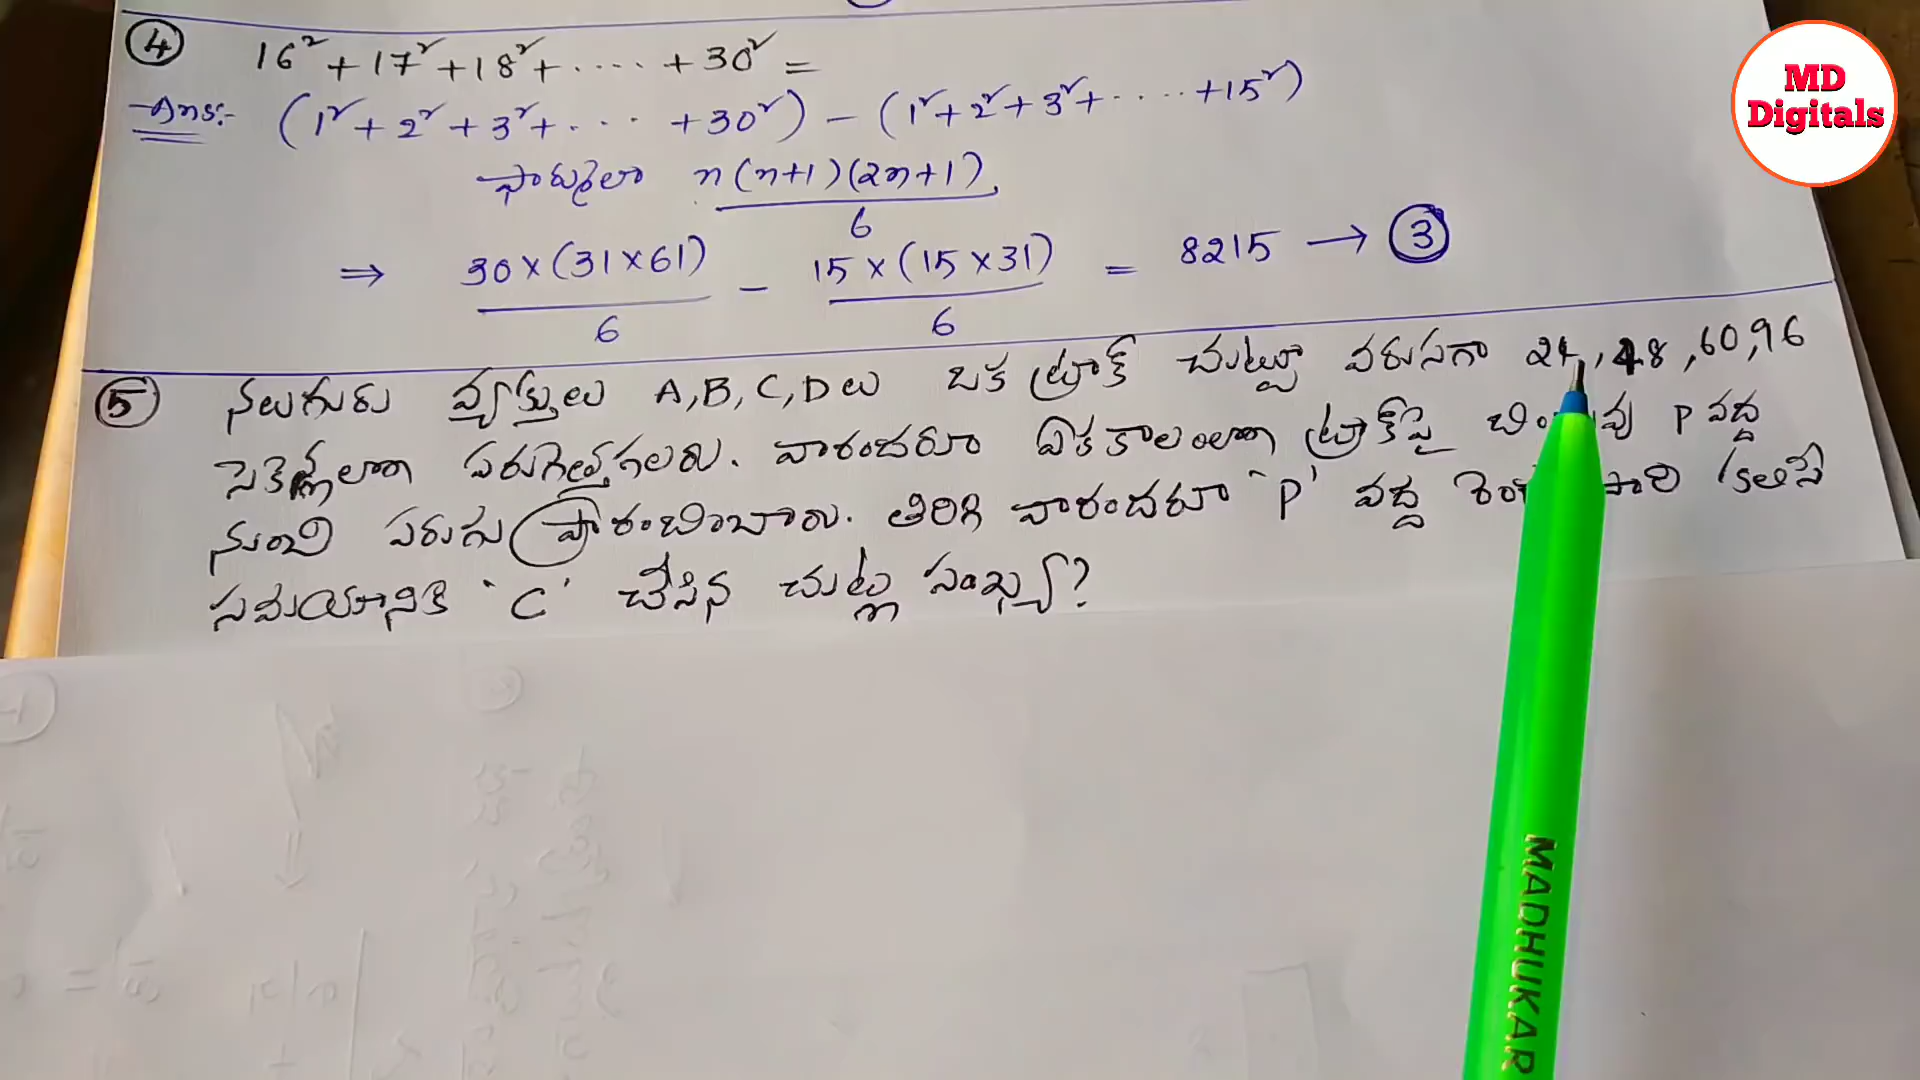 ④ 16² + 17² + 18² + ..... + 30² =
Ans:- (1² + 2² + 3² + .... + 30²) – (1² + 2² + 3² + ..... + 15²)
ఫార్ములా n(n+1)(2n+1)
6
⇒ 30×(31×61) – 15×(15×31) = 8215 → ③
6 6
⑤ నలుగురు వ్యక్తులు A, B, C, D లు ఒక ట్రాక్ చుట్టూ వరుసగా 24, 48, 60, 96
సెకెన్లలో పరుగెత్తగలరు. వారందరూ ఏకకాలంలో ట్రాక్‌పై P వద్ద
నుంచి పరుగు ప్రారంభించారు. తిరిగి వారందరూ 'P' వద్ద కలిసే
సమయానికి 'C' చేసిన చుట్ల సంఖ్య?
MD
Digitals
MADHUKAR